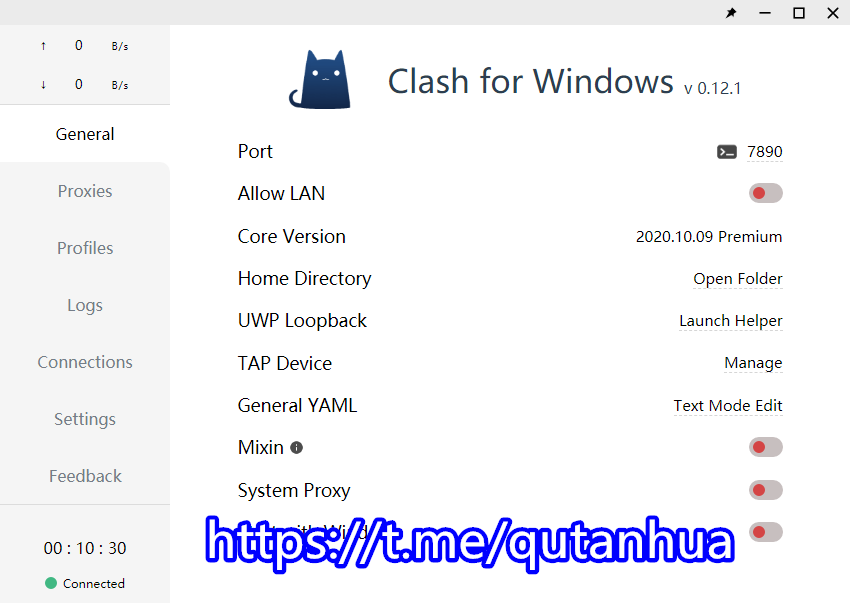 ↑ 0 B/s
↓ 0 B/s
General
Proxies
Profiles
Logs
Connections
Settings
Feedback
00 : 10 : 30
Connected
Clash for Windows v 0.12.1
Port 7890
Allow LAN
Core Version 2020.10.09 Premium
Home Directory Open Folder
UWP Loopback Launch Helper
TAP Device Manage
General YAML Text Mode Edit
Mixin
System Proxy
https://t.me/qutanhua